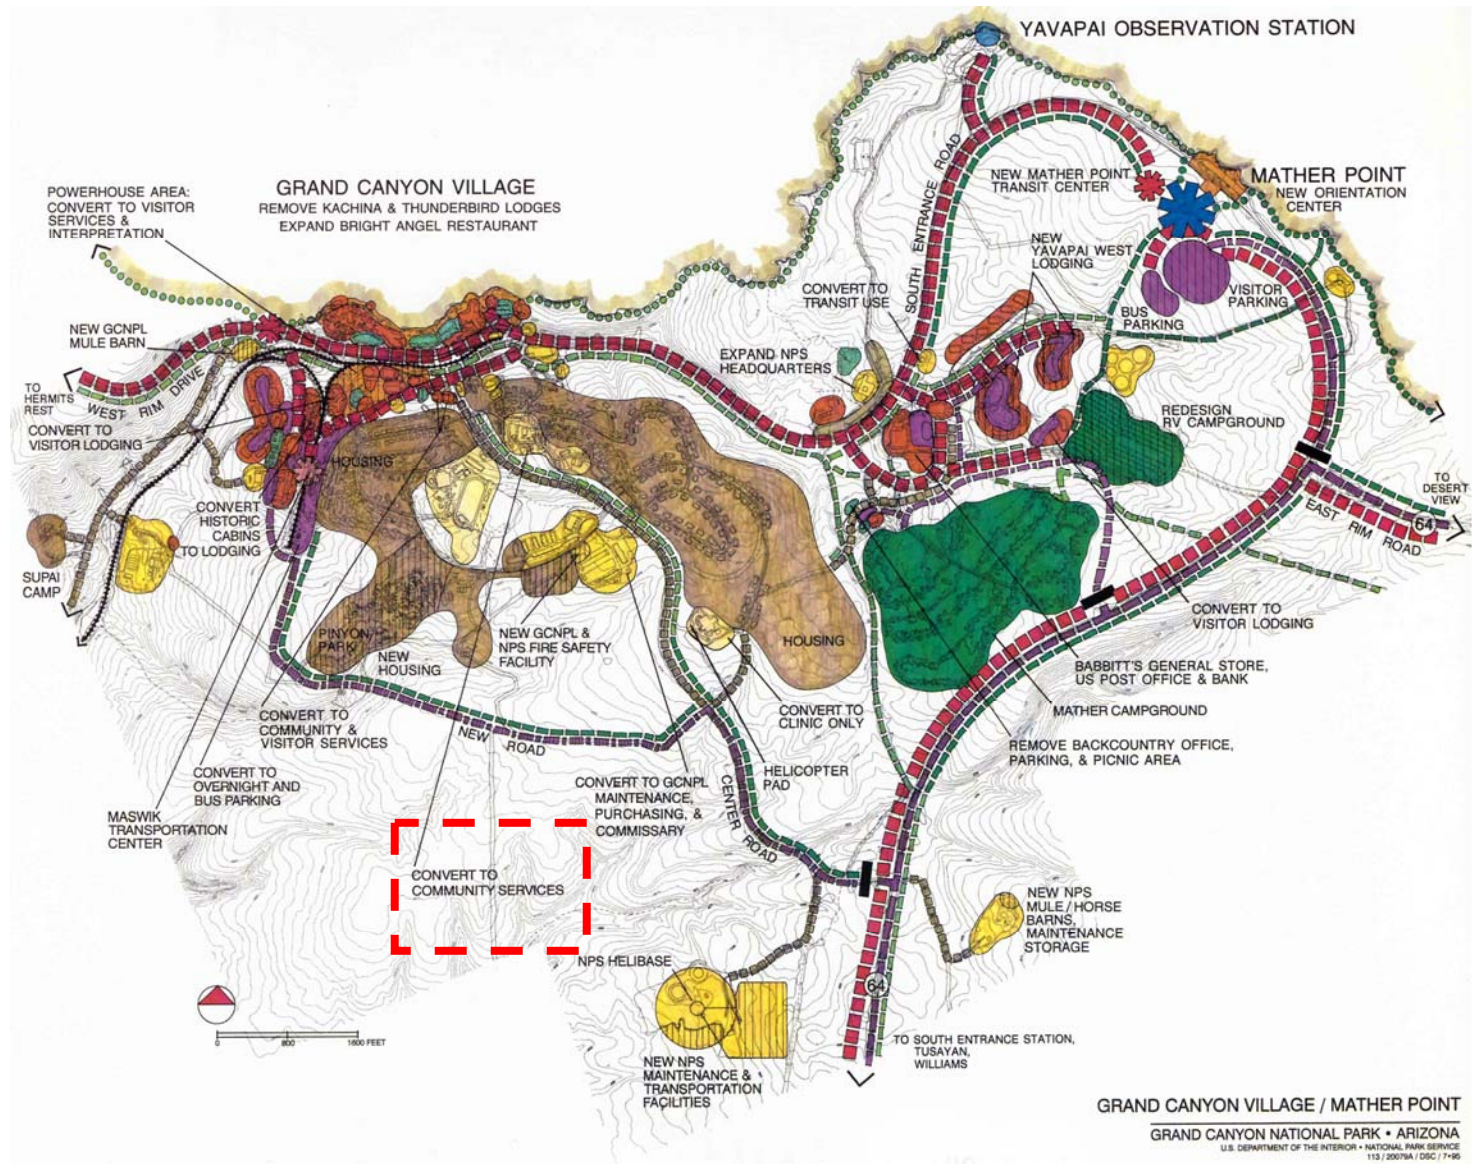 YAVAPAI OBSERVATION STATION
POWERHOUSE AREA:
CONVERT TO VISITOR
SERVICES &
INTERPRETATION
GRAND CANYON VILLAGE
REMOVE KACHINA & THUNDERBIRD LODGES
EXPAND BRIGHT ANGEL RESTAURANT
NEW MATHER POINT
TRANSIT CENTER
MATHER POINT
NEW ORIENTATION
CENTER
SOUTH ENTRANCE ROAD
NEW
YAVAPAI WEST
LODGING
CONVERT TO
TRANSIT USE
VISITOR
PARKING
BUS
PARKING
NEW GCNPL
MULE BARN
EXPAND NPS
HEADQUARTERS
TO
HERMITS
REST
WEST RIM DRIVE
CONVERT TO
VISITOR LODGING
REDESIGN
RV CAMPGROUND
HOUSING
TO
DESERT
VIEW
64
EAST RIM ROAD
CONVERT
HISTORIC
CABINS
TO LODGING
SUPAI
CAMP
PINYON
PARK
NEW
HOUSING
NEW GCNPL &
NPS FIRE SAFETY
FACILITY
HOUSING
CONVERT TO
VISITOR LODGING
BABBITT'S GENERAL STORE,
US POST OFFICE & BANK
MATHER CAMPGROUND
REMOVE BACKCOUNTRY OFFICE,
PARKING, & PICNIC AREA
CONVERT TO
CLINIC ONLY
CONVERT TO
COMMUNITY &
VISITOR SERVICES
NEW ROAD
CONVERT TO
OVERNIGHT AND
BUS PARKING
HELICOPTER
PAD
CONVERT TO GCNPL
MAINTENANCE,
PURCHASING, &
COMMISSARY
CENTER ROAD
MASWIK
TRANSPORTATION
CENTER
CONVERT TO
COMMUNITY SERVICES
NEW NPS
MULE / HORSE
BARNS,
MAINTENANCE
STORAGE
NPS HELIBASE
64
0 800 1600 FEET
TO SOUTH ENTRANCE STATION,
TUSAYAN,
WILLIAMS
NEW NPS
MAINTENANCE &
TRANSPORTATION
FACILITIES
GRAND CANYON VILLAGE / MATHER POINT
GRAND CANYON NATIONAL PARK • ARIZONA
U.S. DEPARTMENT OF THE INTERIOR • NATIONAL PARK SERVICE
113 / 20079A / DSC / 7•95